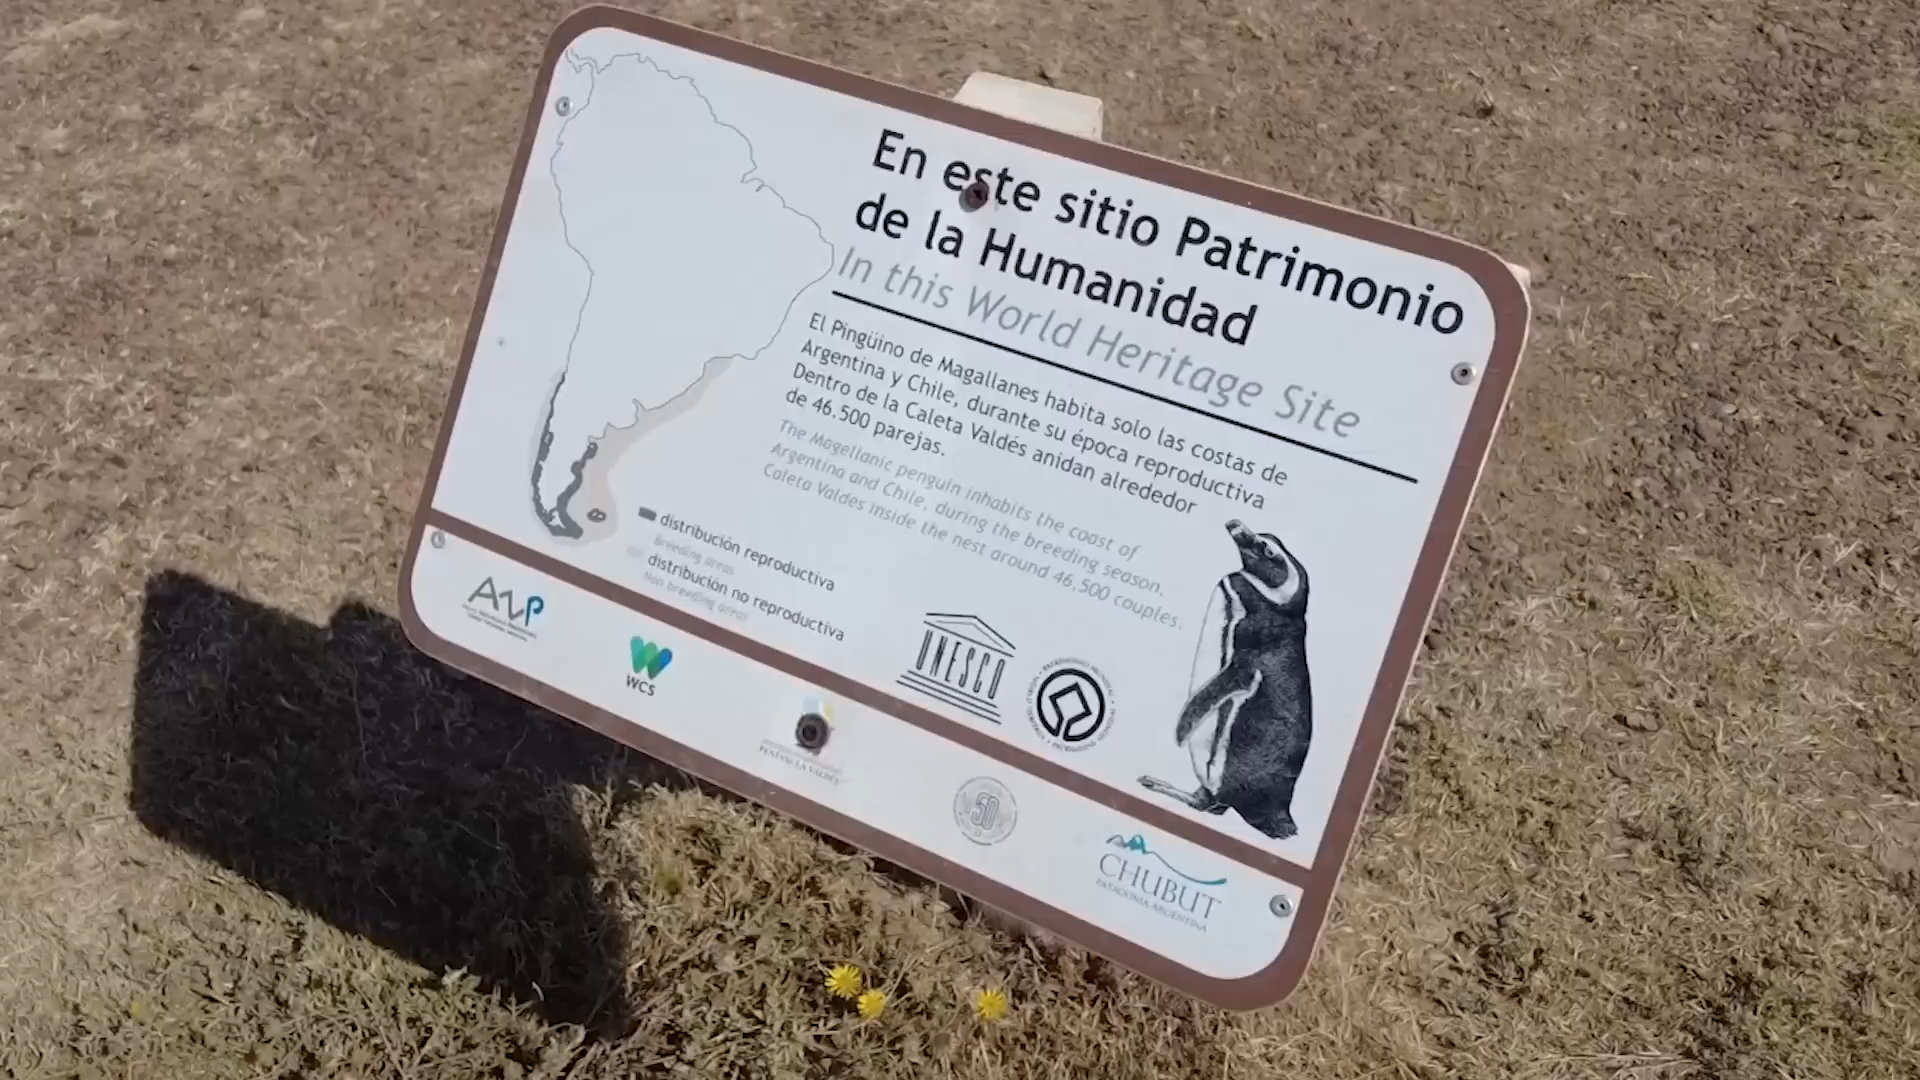 En este sitio Patrimonio
de la Humanidad
In this World Heritage Site
El Pingüino de Magallanes habita solo las costas de
Argentina y Chile, durante su época reproductiva
Dentro de la Caleta Valdés anidan alrededor
de 46.500 parejas.
The Magellanic penguin inhabits the coast of
Argentina and Chile, during the breeding season.
Caleta Valdes inside the nest around 46,500 couples.
distribución reproductiva
Breeding areas
distribución no reproductiva
Non breeding areas
UNESCO
ANP
WCS
PENÍNSULA VALDÉS
50
CHUBUT
PATAGONIA ARGENTINA